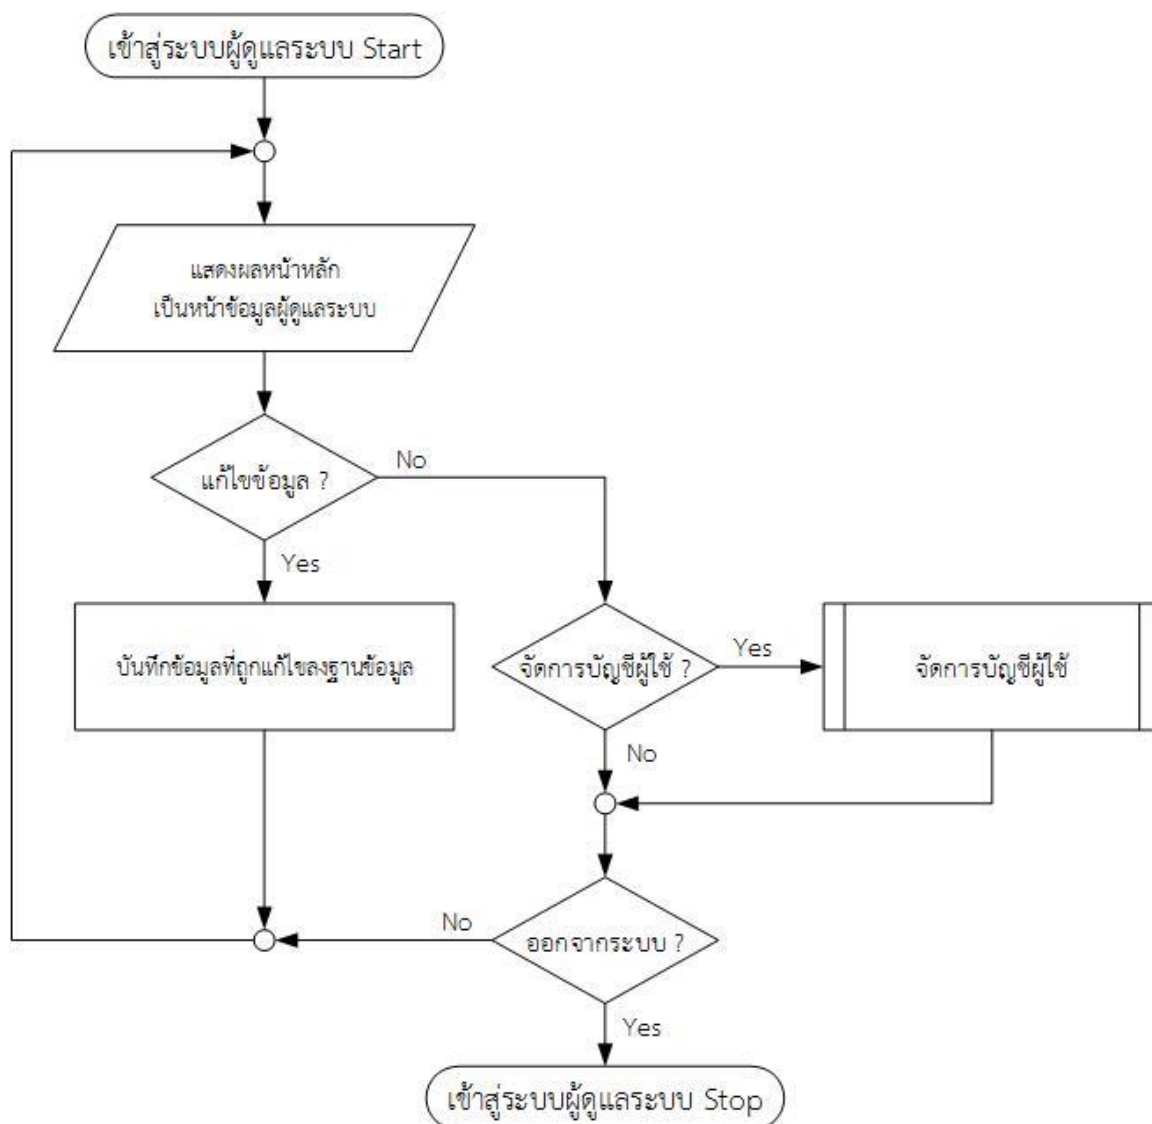 เข้าสู่ระบบผู้ดูแลระบบ Start
แสดงผลหน้าหลัก
เป็นหน้าข้อมูลผู้ดูแลระบบ
แก้ไขข้อมูล ?
No
Yes
บันทึกข้อมูลที่ถูกแก้ไขลงฐานข้อมูล
จัดการบัญชีผู้ใช้ ?
Yes
จัดการบัญชีผู้ใช้
No
ออกจากระบบ ?
No
Yes
เข้าสู่ระบบผู้ดูแลระบบ Stop